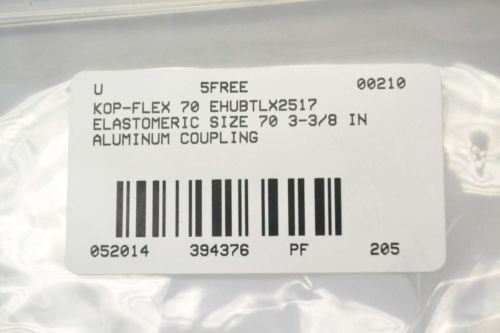 U 5FREE 00210
KOP-FLEX 70 EHUBTLX2517
ELASTOMERIC SIZE 70 3-3/8 IN
ALUMINUM COUPLING
052014 394376 PF 205